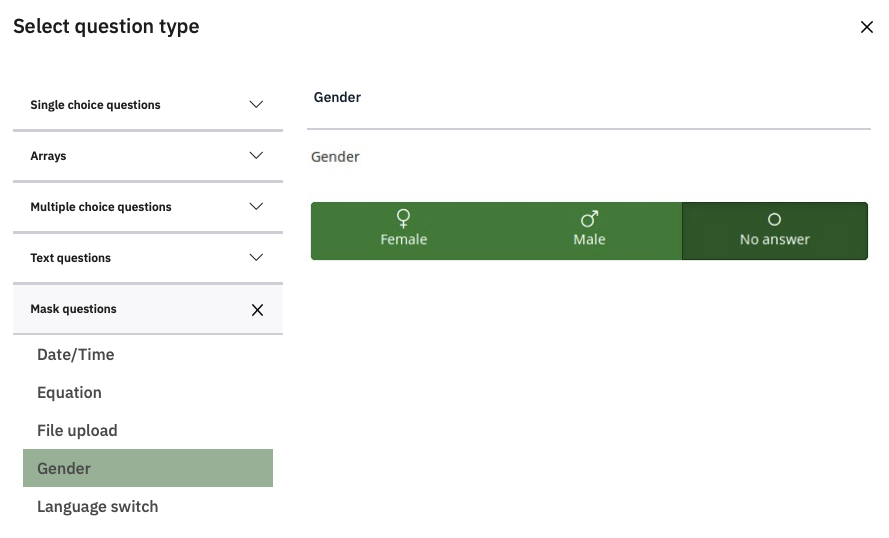 Select question type
Single choice questions
Arrays
Multiple choice questions
Text questions
Mask questions
Date/Time
Equation
File upload
Gender
Language switch
Gender
Gender
Female
Male
No answer